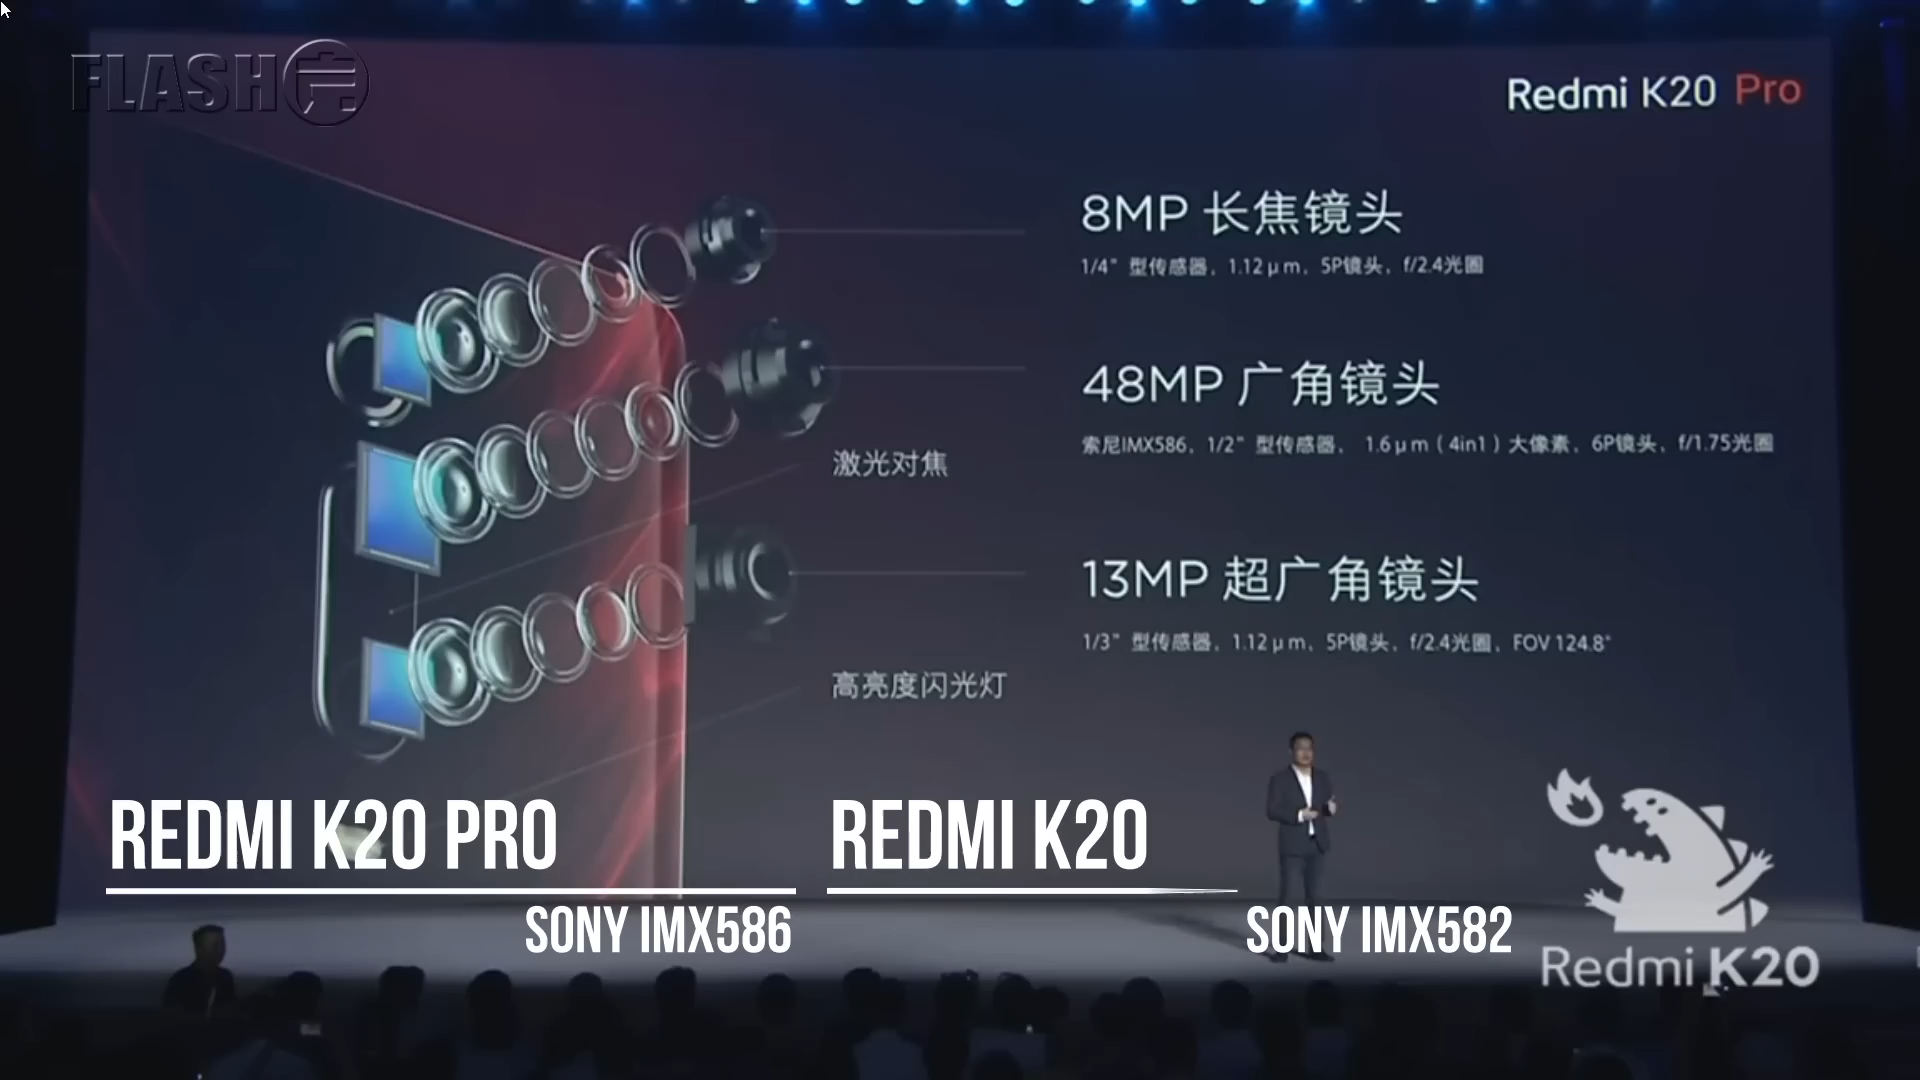 FLASH
Redmi K20 Pro
8MP 长焦镜头
1/4" 型传感器, 1.12μm, 5P镜头, f/2.4光圈
48MP 广角镜头
索尼IMX586, 1/2" 型传感器, 1.6μm (4in1) 大像素, 6P镜头, f/1.75光圈
激光对焦
13MP 超广角镜头
1/3" 型传感器, 1.12μm, 5P镜头, f/2.4光圈, FOV 124.8°
高亮度闪光灯
REDMI K20 PRO
SONY IMX586
REDMI K20
SONY IMX582
Redmi K20